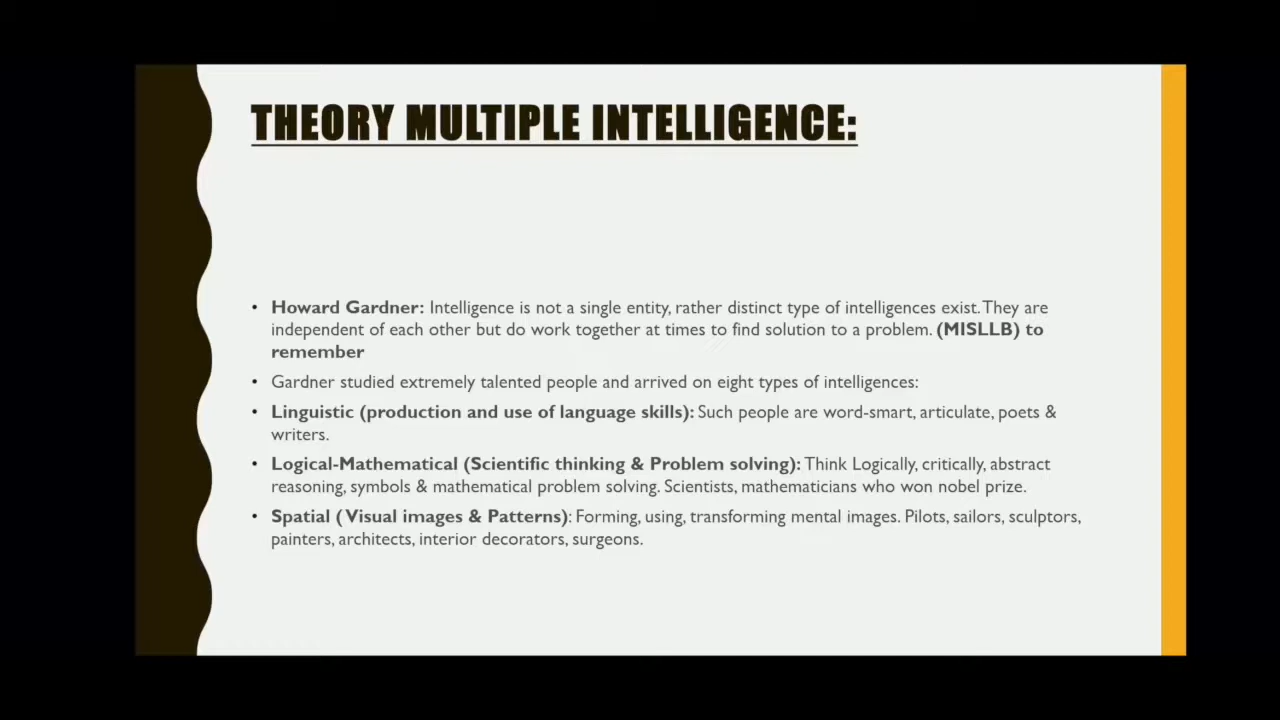 THEORY MULTIPLE INTELLIGENCE:
• Howard Gardner: Intelligence is not a single entity, rather distinct type of intelligences exist. They are
independent of each other but do work together at times to find solution to a problem. (MISLLB) to
remember
• Gardner studied extremely talented people and arrived on eight types of intelligences:
• Linguistic (production and use of language skills): Such people are word-smart, articulate, poets &
writers.
• Logical-Mathematical (Scientific thinking & Problem solving): Think Logically, critically, abstract
reasoning, symbols & mathematical problem solving. Scientists, mathematicians who won nobel prize.
• Spatial ( Visual images & Patterns): Forming, using, transforming mental images. Pilots, sailors, sculptors,
painters, architects, interior decorators, surgeons.